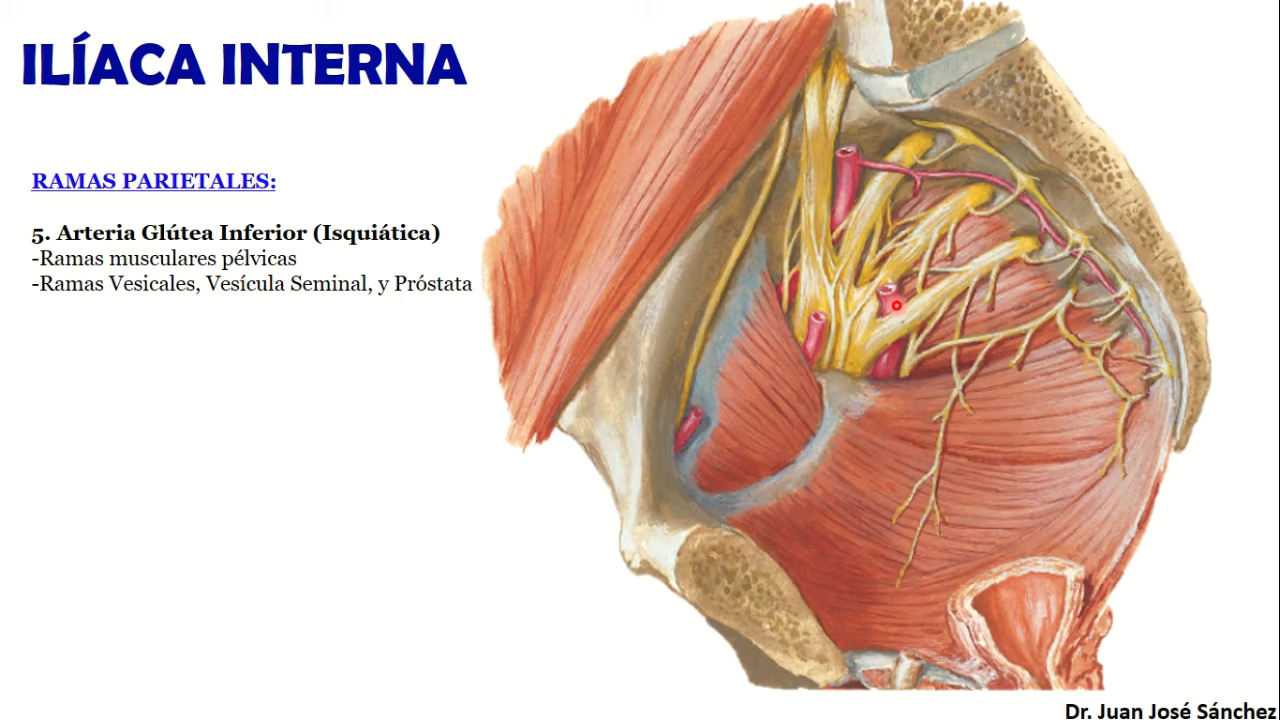 ILÍACA INTERNA
RAMAS PARIETALES:
5. Arteria Glútea Inferior (Isquiática)
-Ramas musculares pélvicas
-Ramas Vesicales, Vesícula Seminal, y Próstata
Dr. Juan José Sánchez